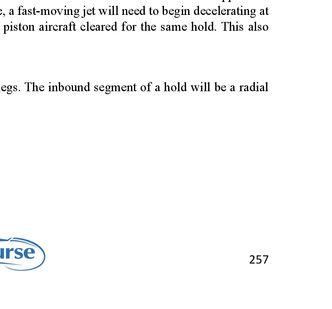 , a fast-moving jet will need to begin decelerating at
piston aircraft cleared for the same hold. This also
egs. The inbound segment of a hold will be a radial
urse
257